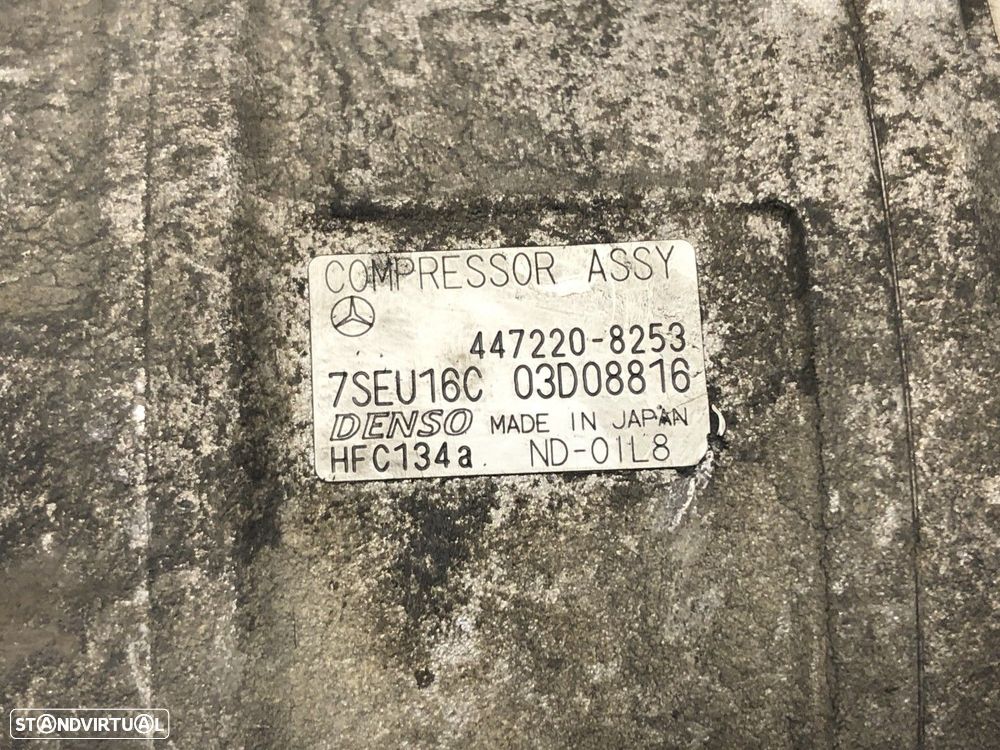 COMPRESSOR ASSY
447220-8253
7SEU16C 03D08816
DENSO MADE IN JAPAN
HFC134a ND-OIL8
STANDVIRTUAL